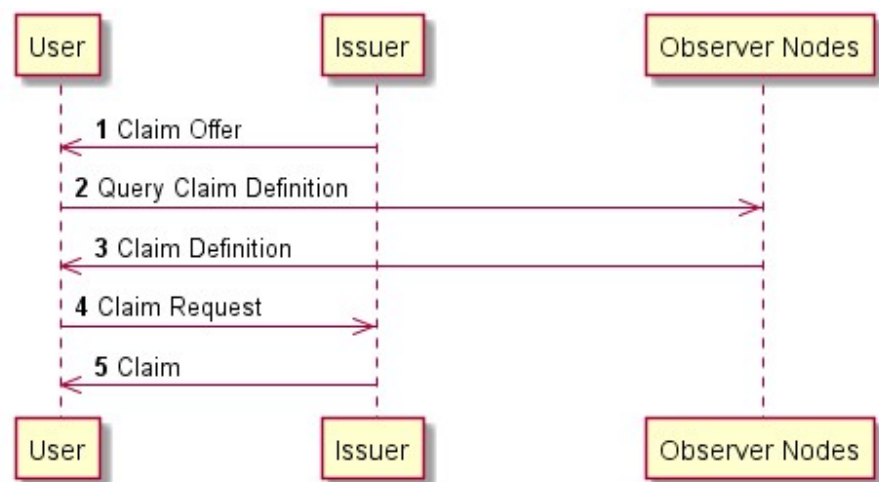 User Issuer Observer Nodes
1 Claim Offer
2 Query Claim Definition
3 Claim Definition
4 Claim Request
5 Claim
User Issuer Observer Nodes